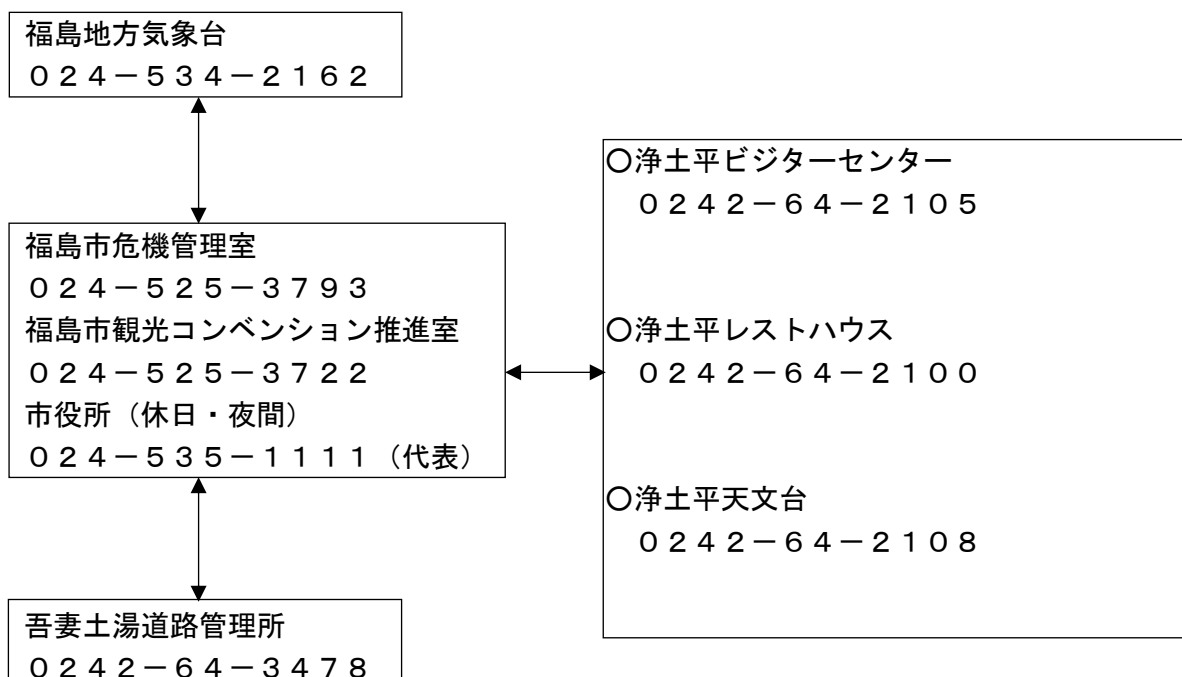 福島地方気象台
０２４－５３４－２１６２
福島市危機管理室
０２４－５２５－３７９３
福島市観光コンベンション推進室
０２４－５２５－３７２２
市役所（休日・夜間）
０２４－５３５－１１１１（代表）
吾妻土湯道路管理所
０２４２－６４－３４７８
〇浄土平ビジターセンター
０２４２－６４－２１０５
〇浄土平レストハウス
０２４２－６４－２１００
〇浄土平天文台
０２４２－６４－２１０８